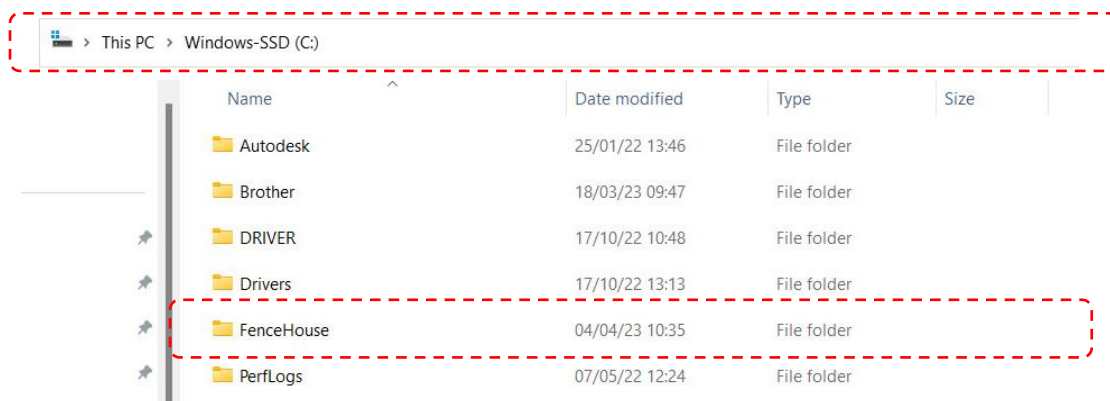 This PC > Windows-SSD (C:)
Name Date modified Type Size
Autodesk 25/01/22 13:46 File folder
Brother 18/03/23 09:47 File folder
DRIVER 17/10/22 10:48 File folder
Drivers 17/10/22 13:13 File folder
FenceHouse 04/04/23 10:35 File folder
PerfLogs 07/05/22 12:24 File folder